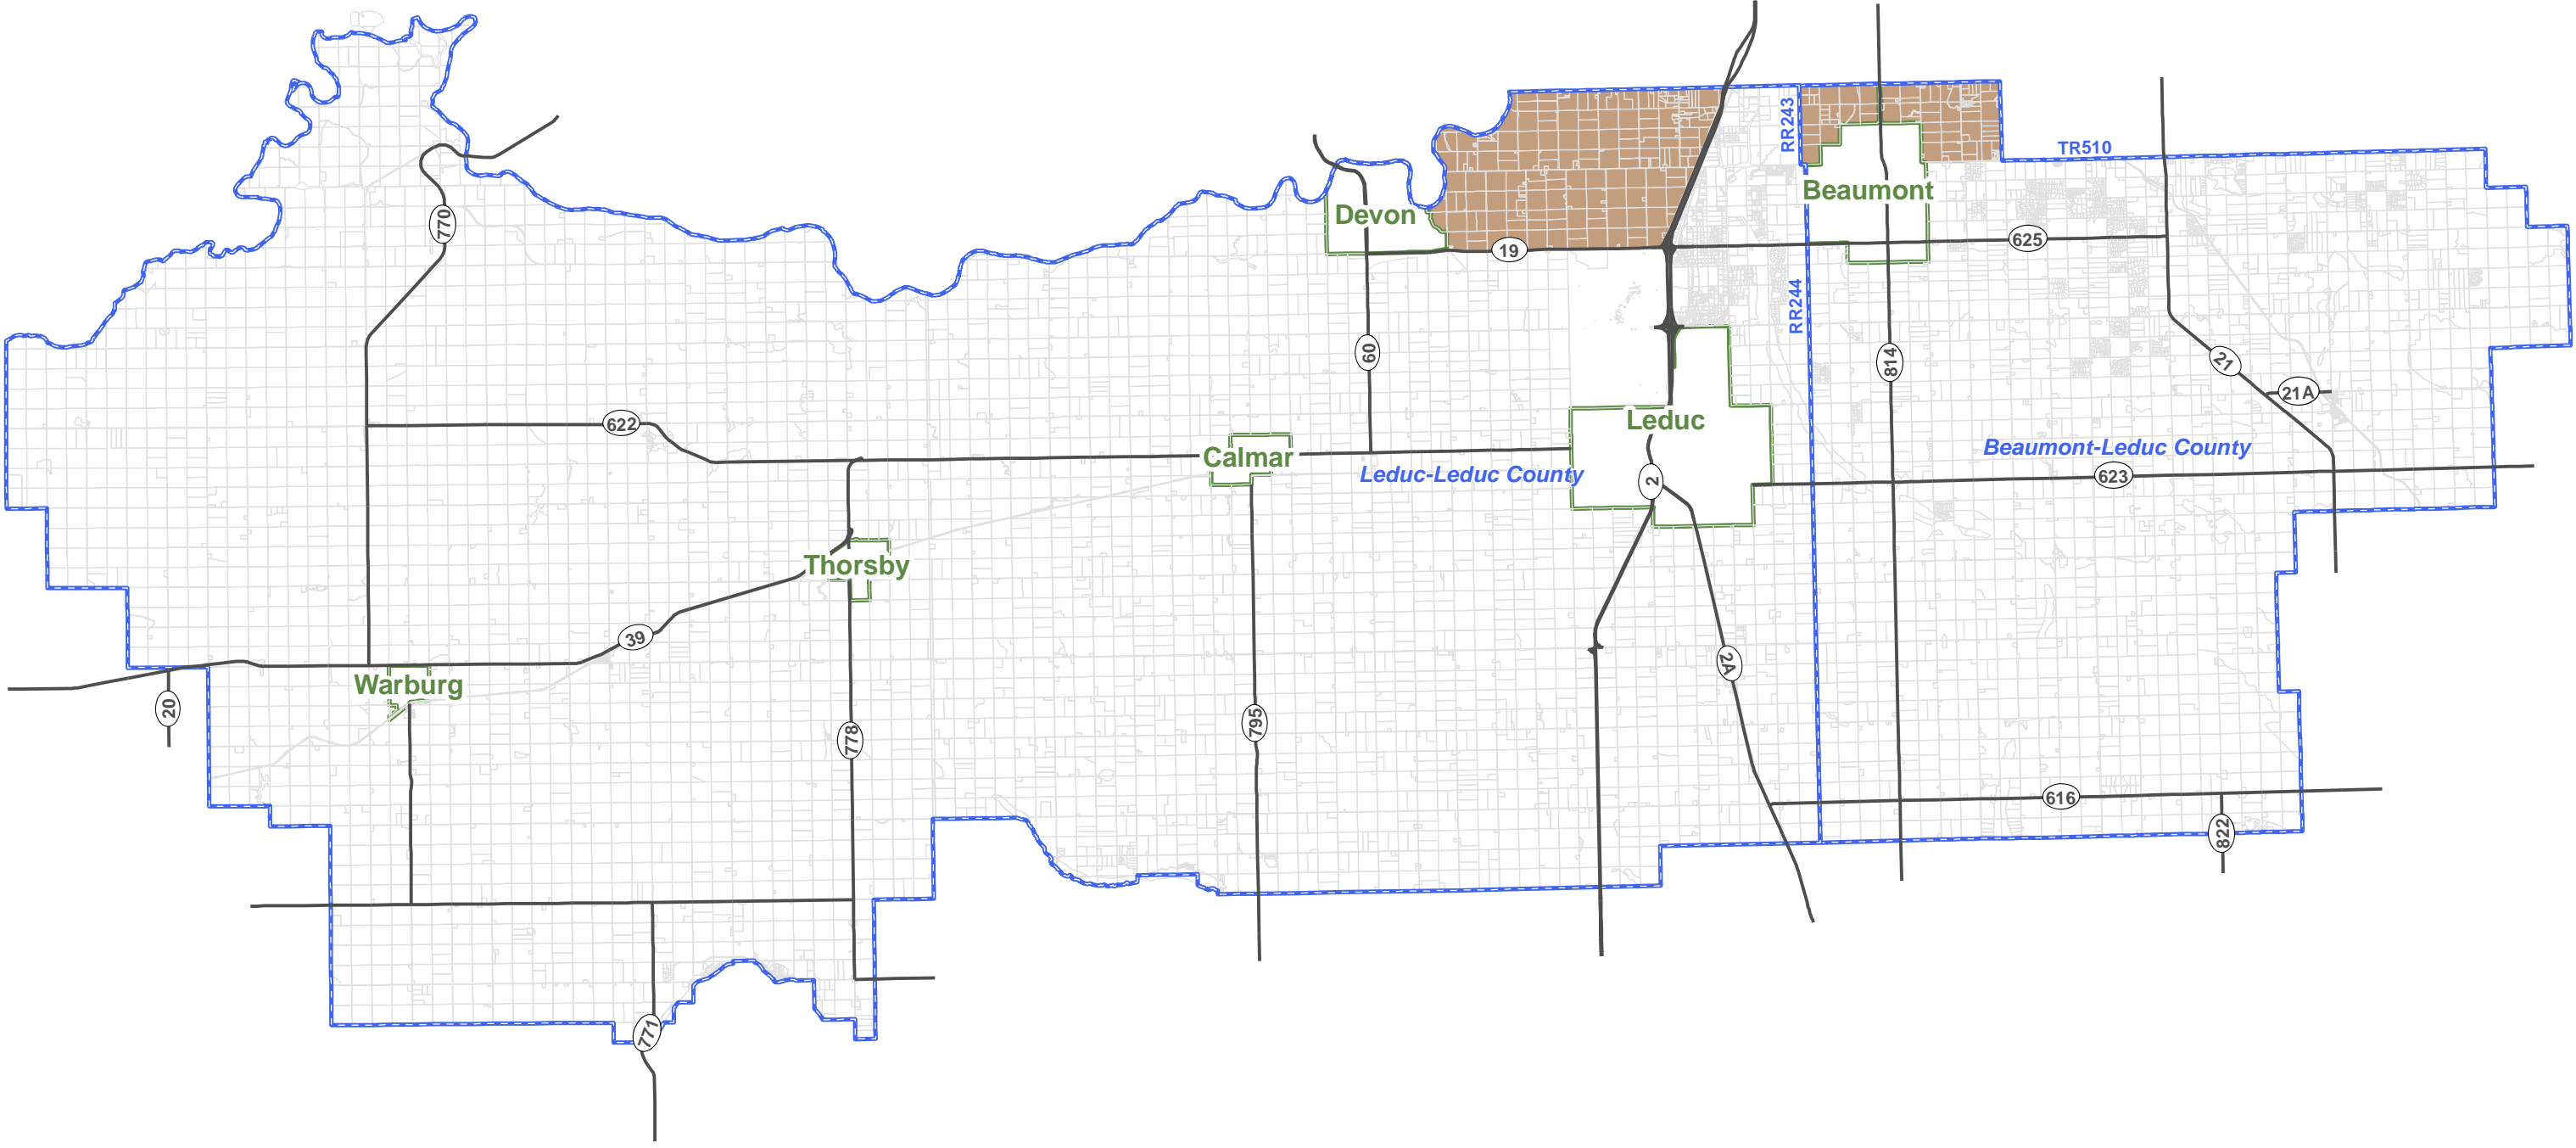 RR243
TR510
Beaumont
Devon
770
625
19
RR244
60
814
21
21A
Leduc
622
Calmar
Beaumont-Leduc County
Leduc-Leduc County
623
2
Thorsby
39
2A
Warburg
20
795
778
616
822
771